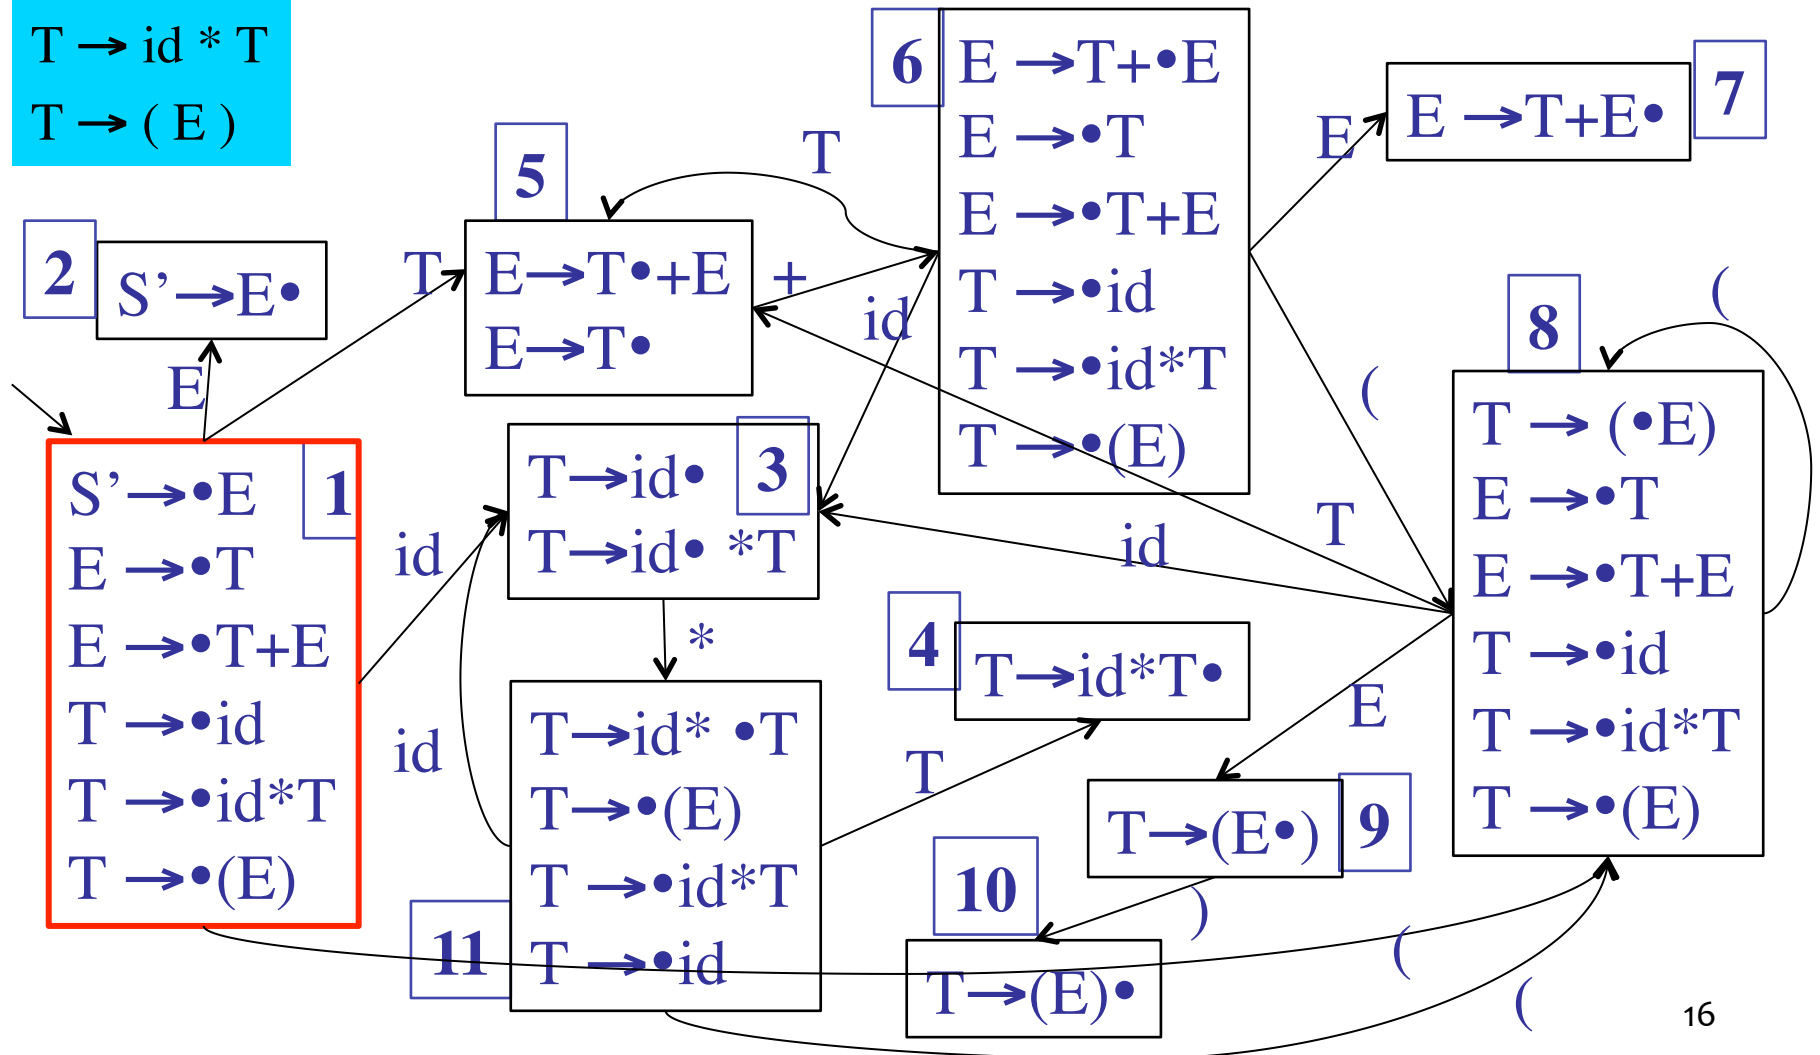 T → id * T
T → ( E )
2
S’→E•
E
T
5
E→T•+E
E→T•
T
+
id
6
E →T+•E
E →•T
E →•T+E
T →•id
T →•id*T
T →•(E)
E
7
E →T+E•
(
8
T → (•E)
E →•T
E →•T+E
T →•id
T →•id*T
T →•(E)
(
1
S’→•E
E →•T
E →•T+E
T →•id
T →•id*T
T →•(E)
id
3
T→id•
T→id• *T
id
T
*
id
11
T→id* •T
T→•(E)
T →•id*T
T →•id
T
4
T→id*T•
E
9
T→(E•)
)
10
T→(E)•
(
(
16